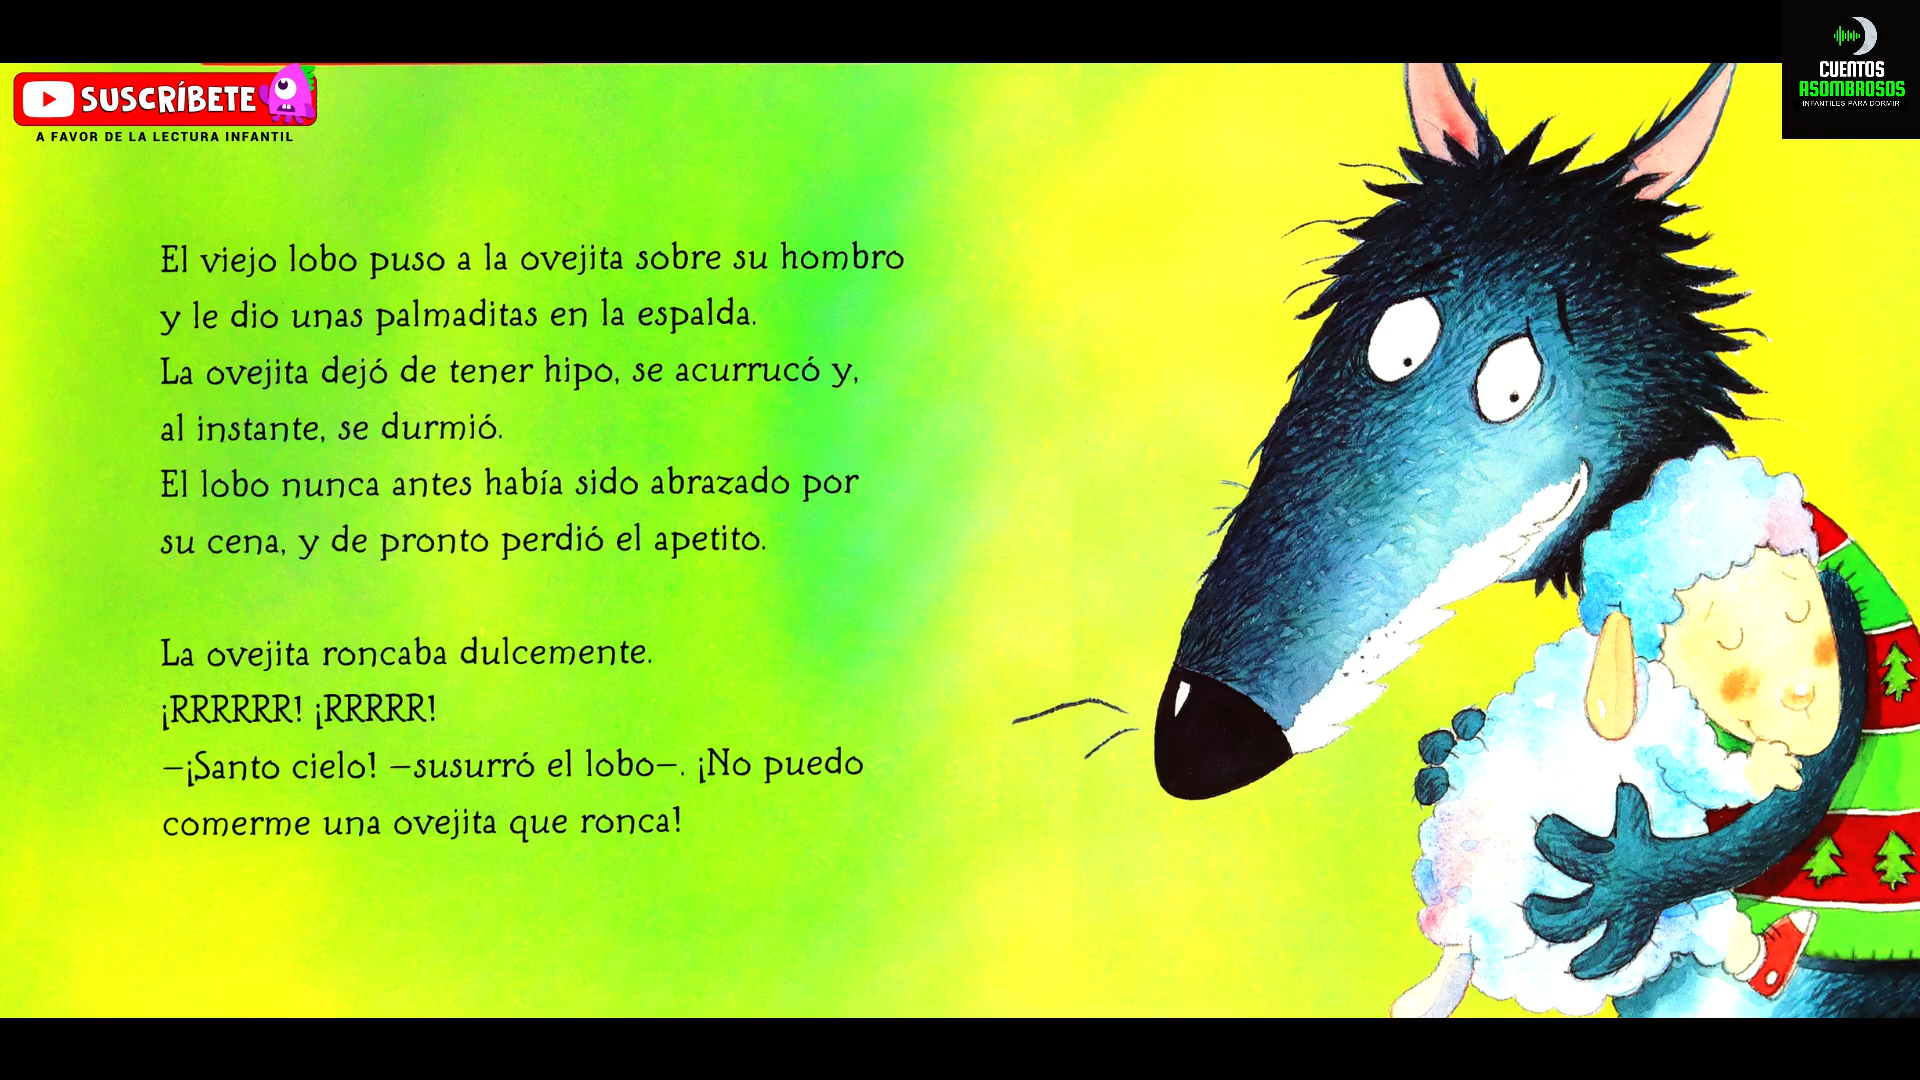 SUSCRÍBETE
A FAVOR DE LA LECTURA INFANTIL
CUENTOS
ASOMBROSOS
INFANTILES PARA DORMIR
El viejo lobo puso a la ovejita sobre su hombro
y le dio unas palmaditas en la espalda.
La ovejita dejó de tener hipo, se acurrucó y,
al instante, se durmió.
El lobo nunca antes había sido abrazado por
su cena, y de pronto perdió el apetito.
La ovejita roncaba dulcemente.
¡RRRRRR! ¡RRRRR!
—¡Santo cielo! —susurró el lobo—. ¡No puedo
comerme una ovejita que ronca!